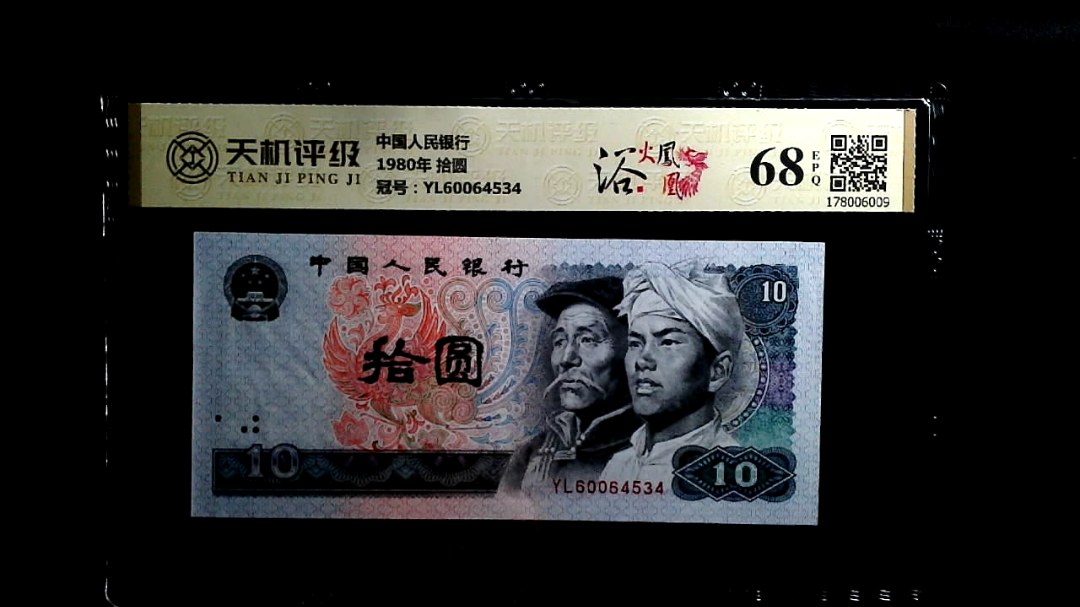 天机评级
TIAN JI PING JI
中国人民银行
1980年 拾圆
冠号：YL60064534
浴火凤凰
68
EPQ
178006009
中国人民银行
10
拾圆
10
YL60064534
10